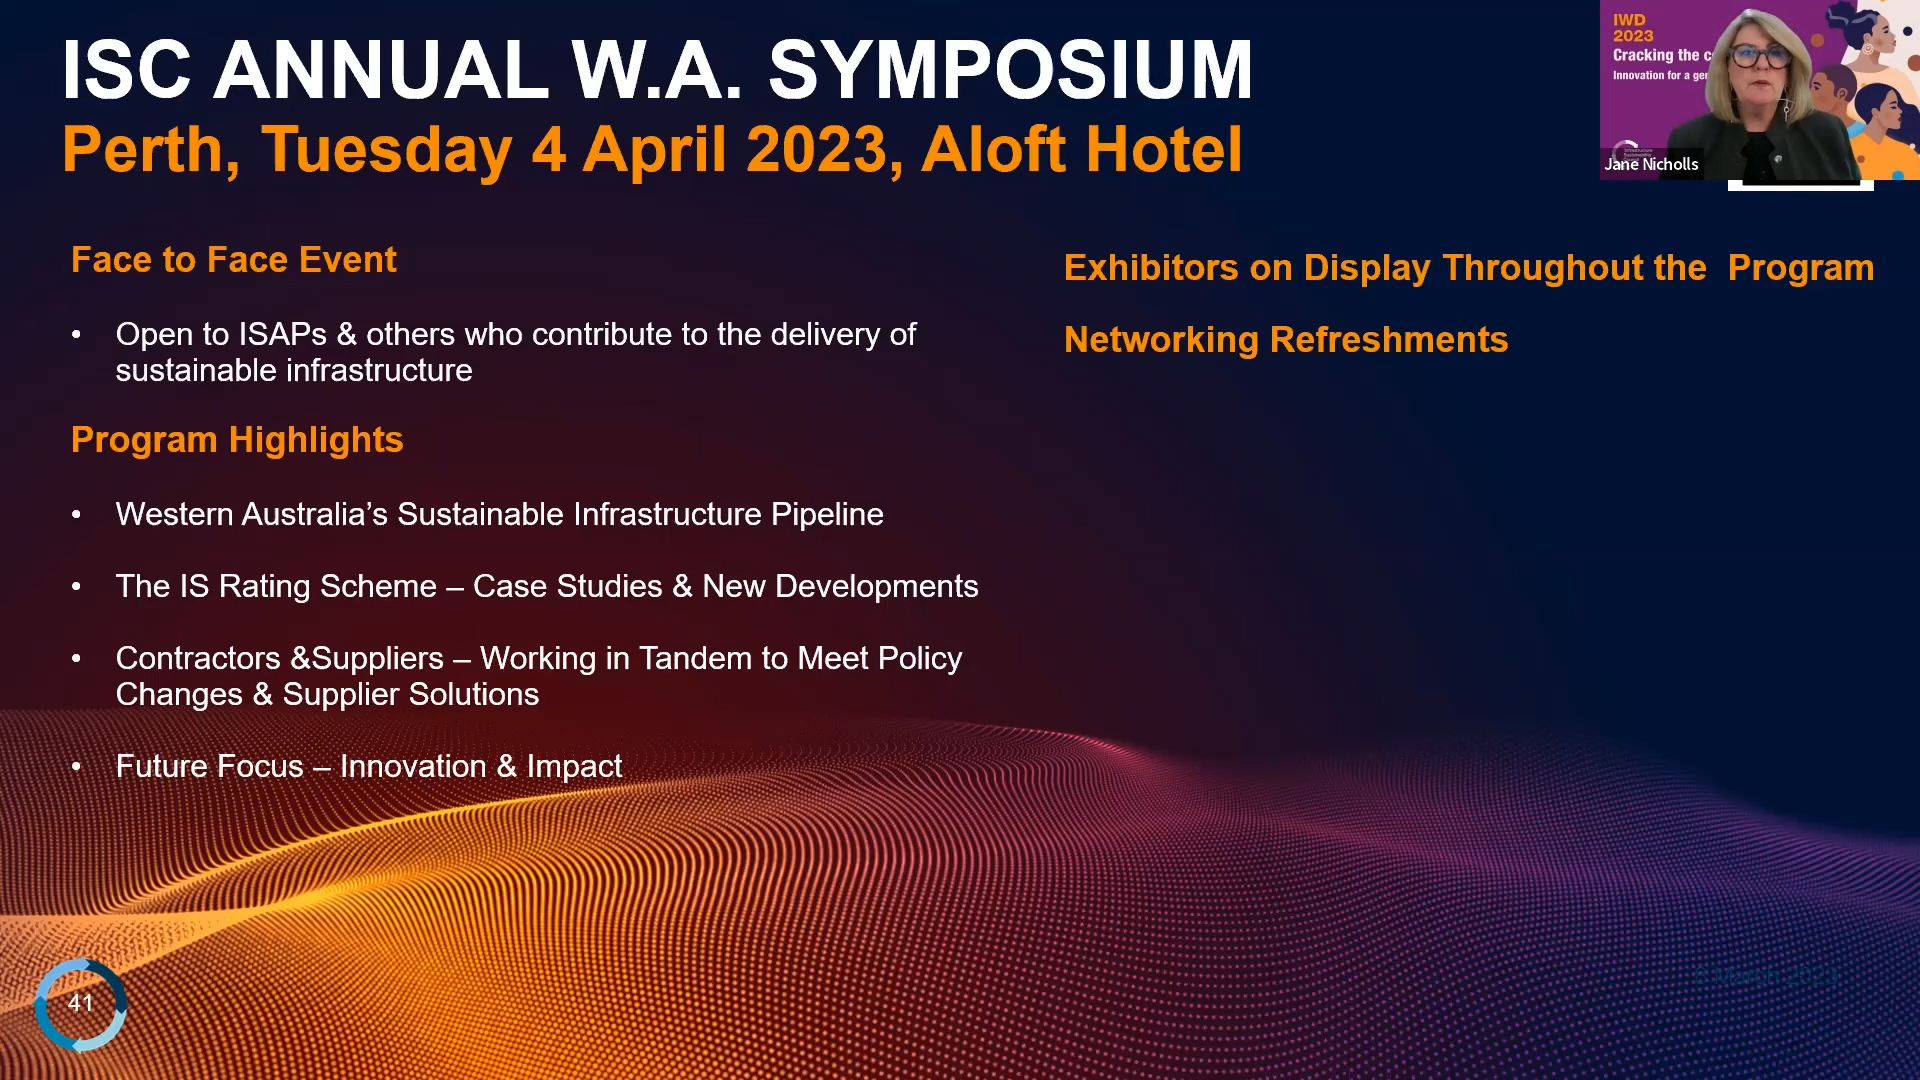 ISC ANNUAL W.A. SYMPOSIUM
Perth, Tuesday 4 April 2023, Aloft Hotel
IWD
2023
Cracking the
Innovation for a
Jane Nicholls
Face to Face Event
• Open to ISAPs & others who contribute to the delivery of
sustainable infrastructure
Program Highlights
• Western Australia’s Sustainable Infrastructure Pipeline
• The IS Rating Scheme – Case Studies & New Developments
• Contractors &Suppliers – Working in Tandem to Meet Policy
Changes & Supplier Solutions
• Future Focus – Innovation & Impact
Exhibitors on Display Throughout the  Program
Networking Refreshments
March 2023
41